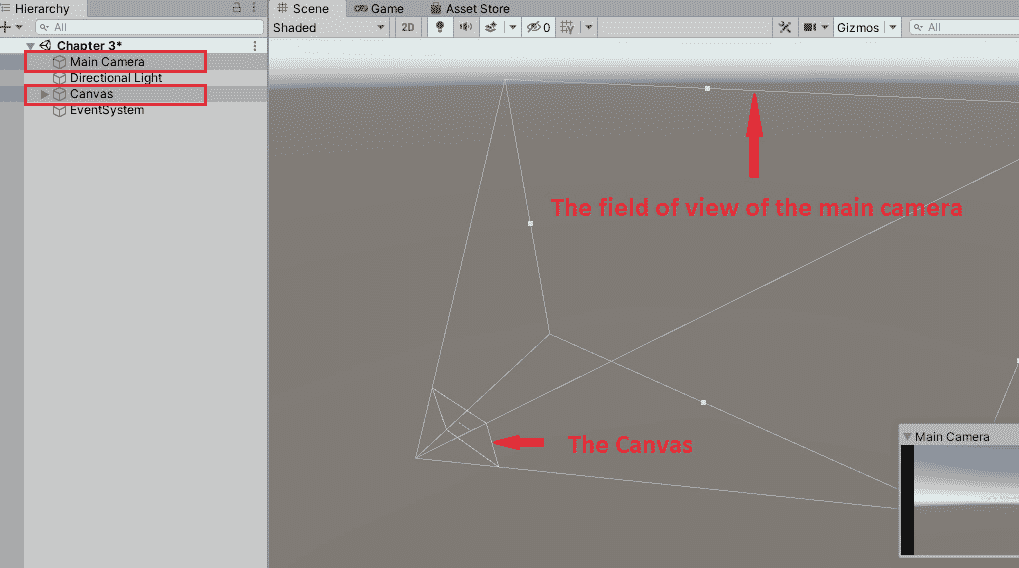 Hierarchy
All
Chapter 3*
Main Camera
Directional Light
Canvas
EventSystem
Scene
Game
Asset Store
Shaded
2D
0
Gizmos
All
The field of view of the main camera
The Canvas
Main Camera